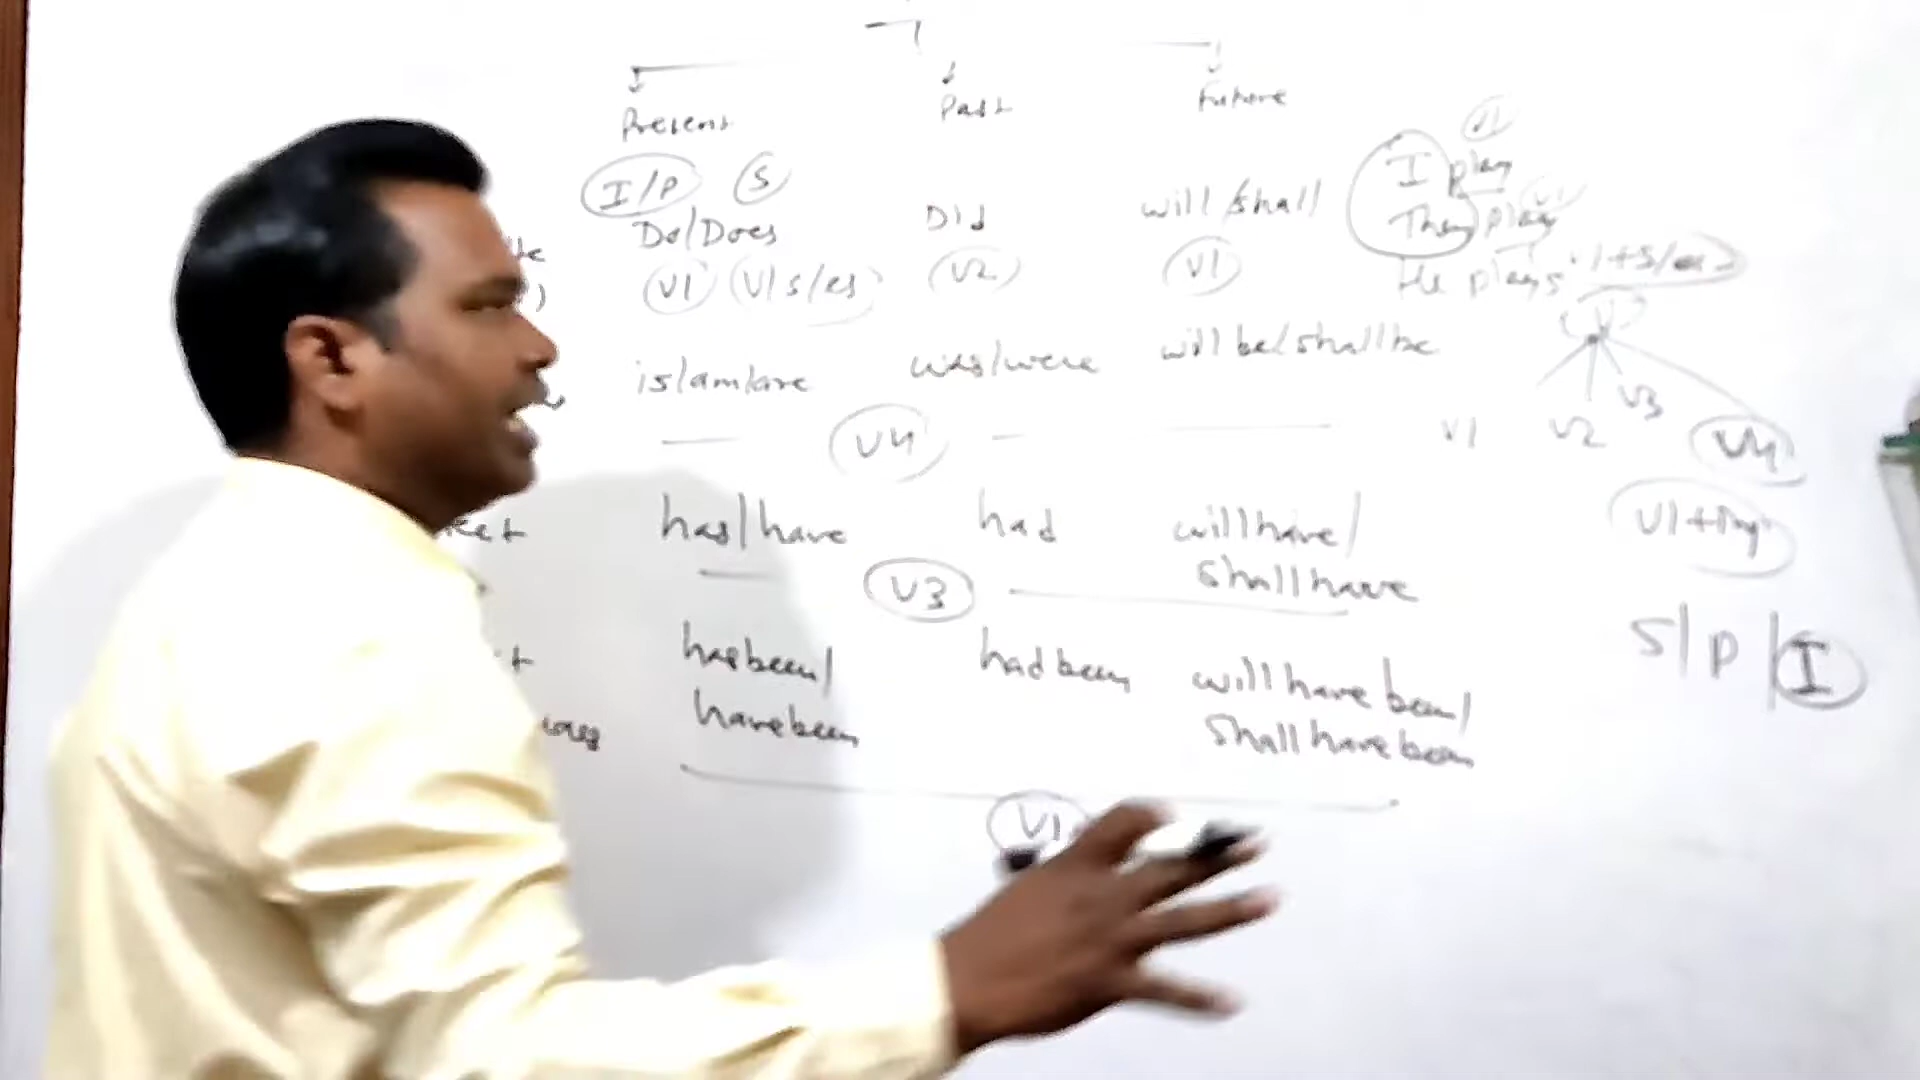 Present Past Future
I/P S
Do/Does Did will/shall
V1 V1 s/es V2 V1
is/am/are was/were will be/shall be
V4
has/have had will have/
shall have
V3
has been/ had been will have been/
have been shall have been
V1
V1
I play
They play V1
He plays V1+s/es
V
V1 V2 V3 V4
V1+ing
S/P/I